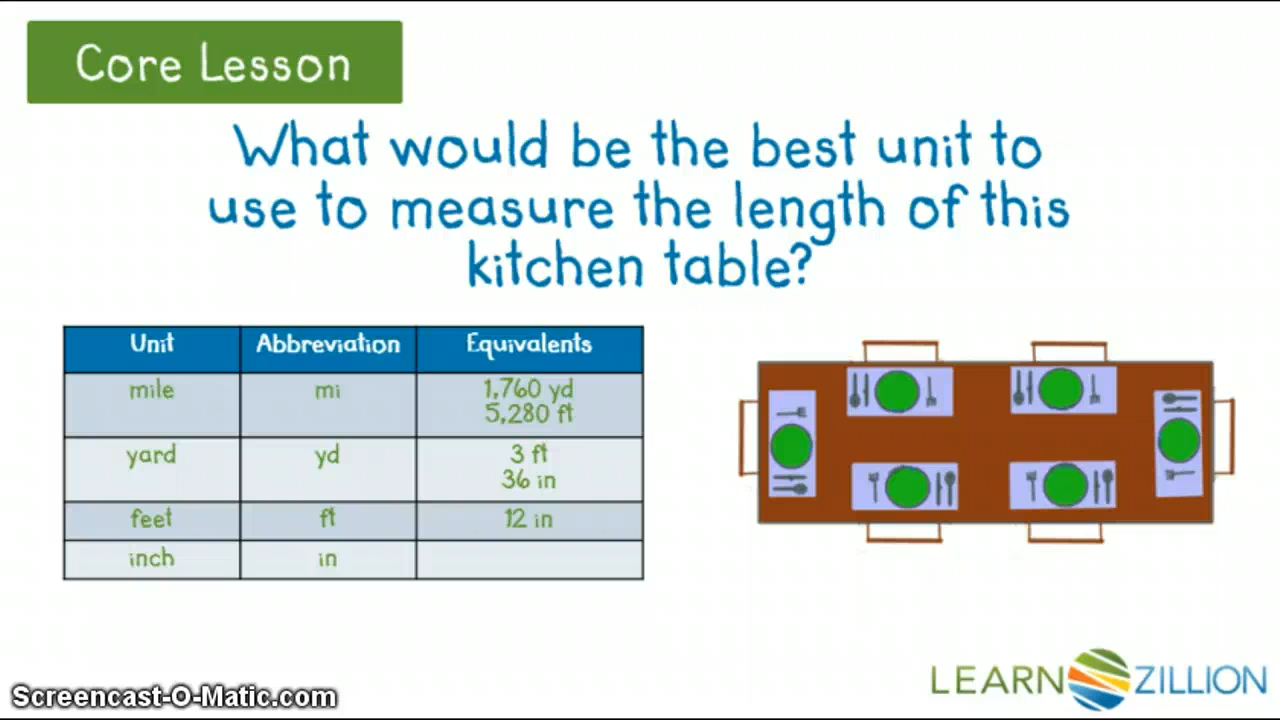 Core Lesson
What would be the best unit to
use to measure the length of this
kitchen table?
Unit Abbreviation Equivalents
mile mi 1,760 yd
5,280 ft
yard yd 3 ft
36 in
feet ft 12 in
inch in
LEARN ZILLION
Screencast-O-Matic.com